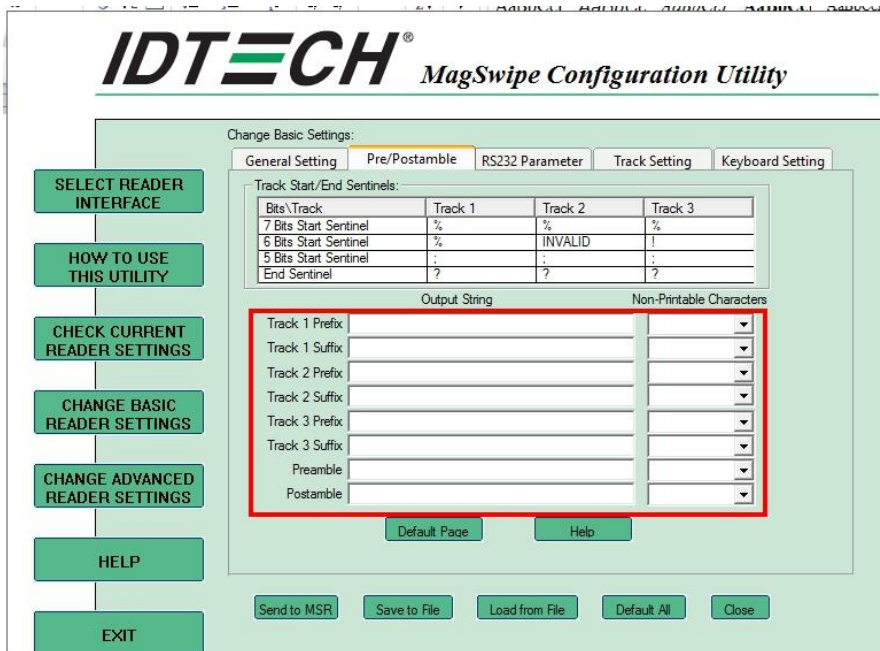 IDTECH®
MagSwipe Configuration Utility
Change Basic Settings:
General Setting Pre/Postamble RS232 Parameter Track Setting Keyboard Setting
SELECT READER
INTERFACE
HOW TO USE
THIS UTILITY
CHECK CURRENT
READER SETTINGS
CHANGE BASIC
READER SETTINGS
CHANGE ADVANCED
READER SETTINGS
HELP
EXIT
Track Start/End Sentinels:
Bits\Track Track 1 Track 2 Track 3
7 Bits Start Sentinel % % %
6 Bits Start Sentinel % INVALID !
5 Bits Start Sentinel ; ; ;
End Sentinel ? ? ?
Output String Non-Printable Characters
Track 1 Prefix
Track 1 Suffix
Track 2 Prefix
Track 2 Suffix
Track 3 Prefix
Track 3 Suffix
Preamble
Postamble
Default Page Help
Send to MSR Save to File Load from File Default All Close